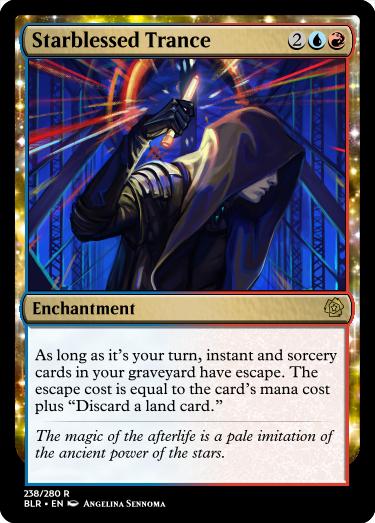 Starblessed Trance 2
Enchantment
As long as it's your turn, instant and sorcery
cards in your graveyard have escape. The
escape cost is equal to the card's mana cost
plus “Discard a land card.”
The magic of the afterlife is a pale imitation of
the ancient power of the stars.
238/280 R
BLR • EN Angelina Sennoma